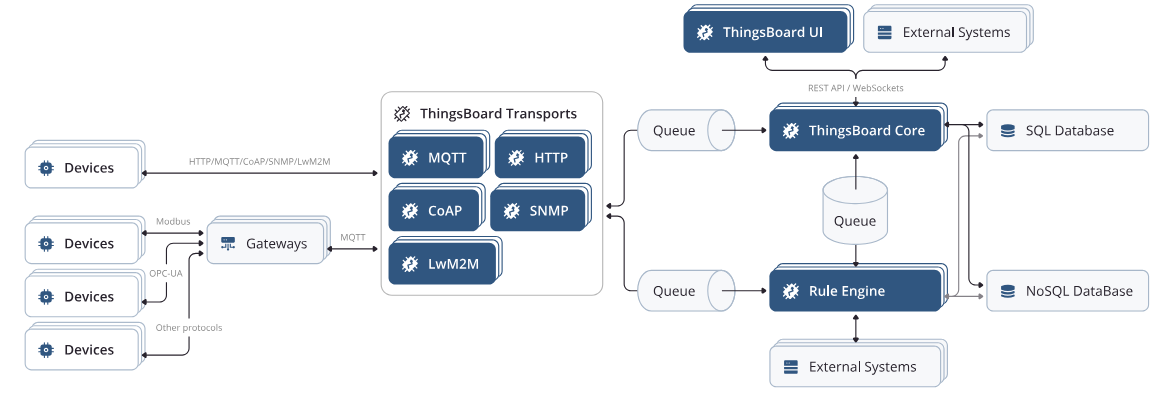 ThingsBoard UI
External Systems
REST API / WebSockets
ThingsBoard Transports
Queue
ThingsBoard Core
SQL Database
MQTT
HTTP
Devices
HTTP/MQTT/CoAP/SNMP/LwM2M
CoAP
SNMP
Queue
Modbus
Devices
Gateways
MQTT
LwM2M
OPC-UA
Devices
Queue
Rule Engine
NoSQL DataBase
Other protocols
Devices
External Systems